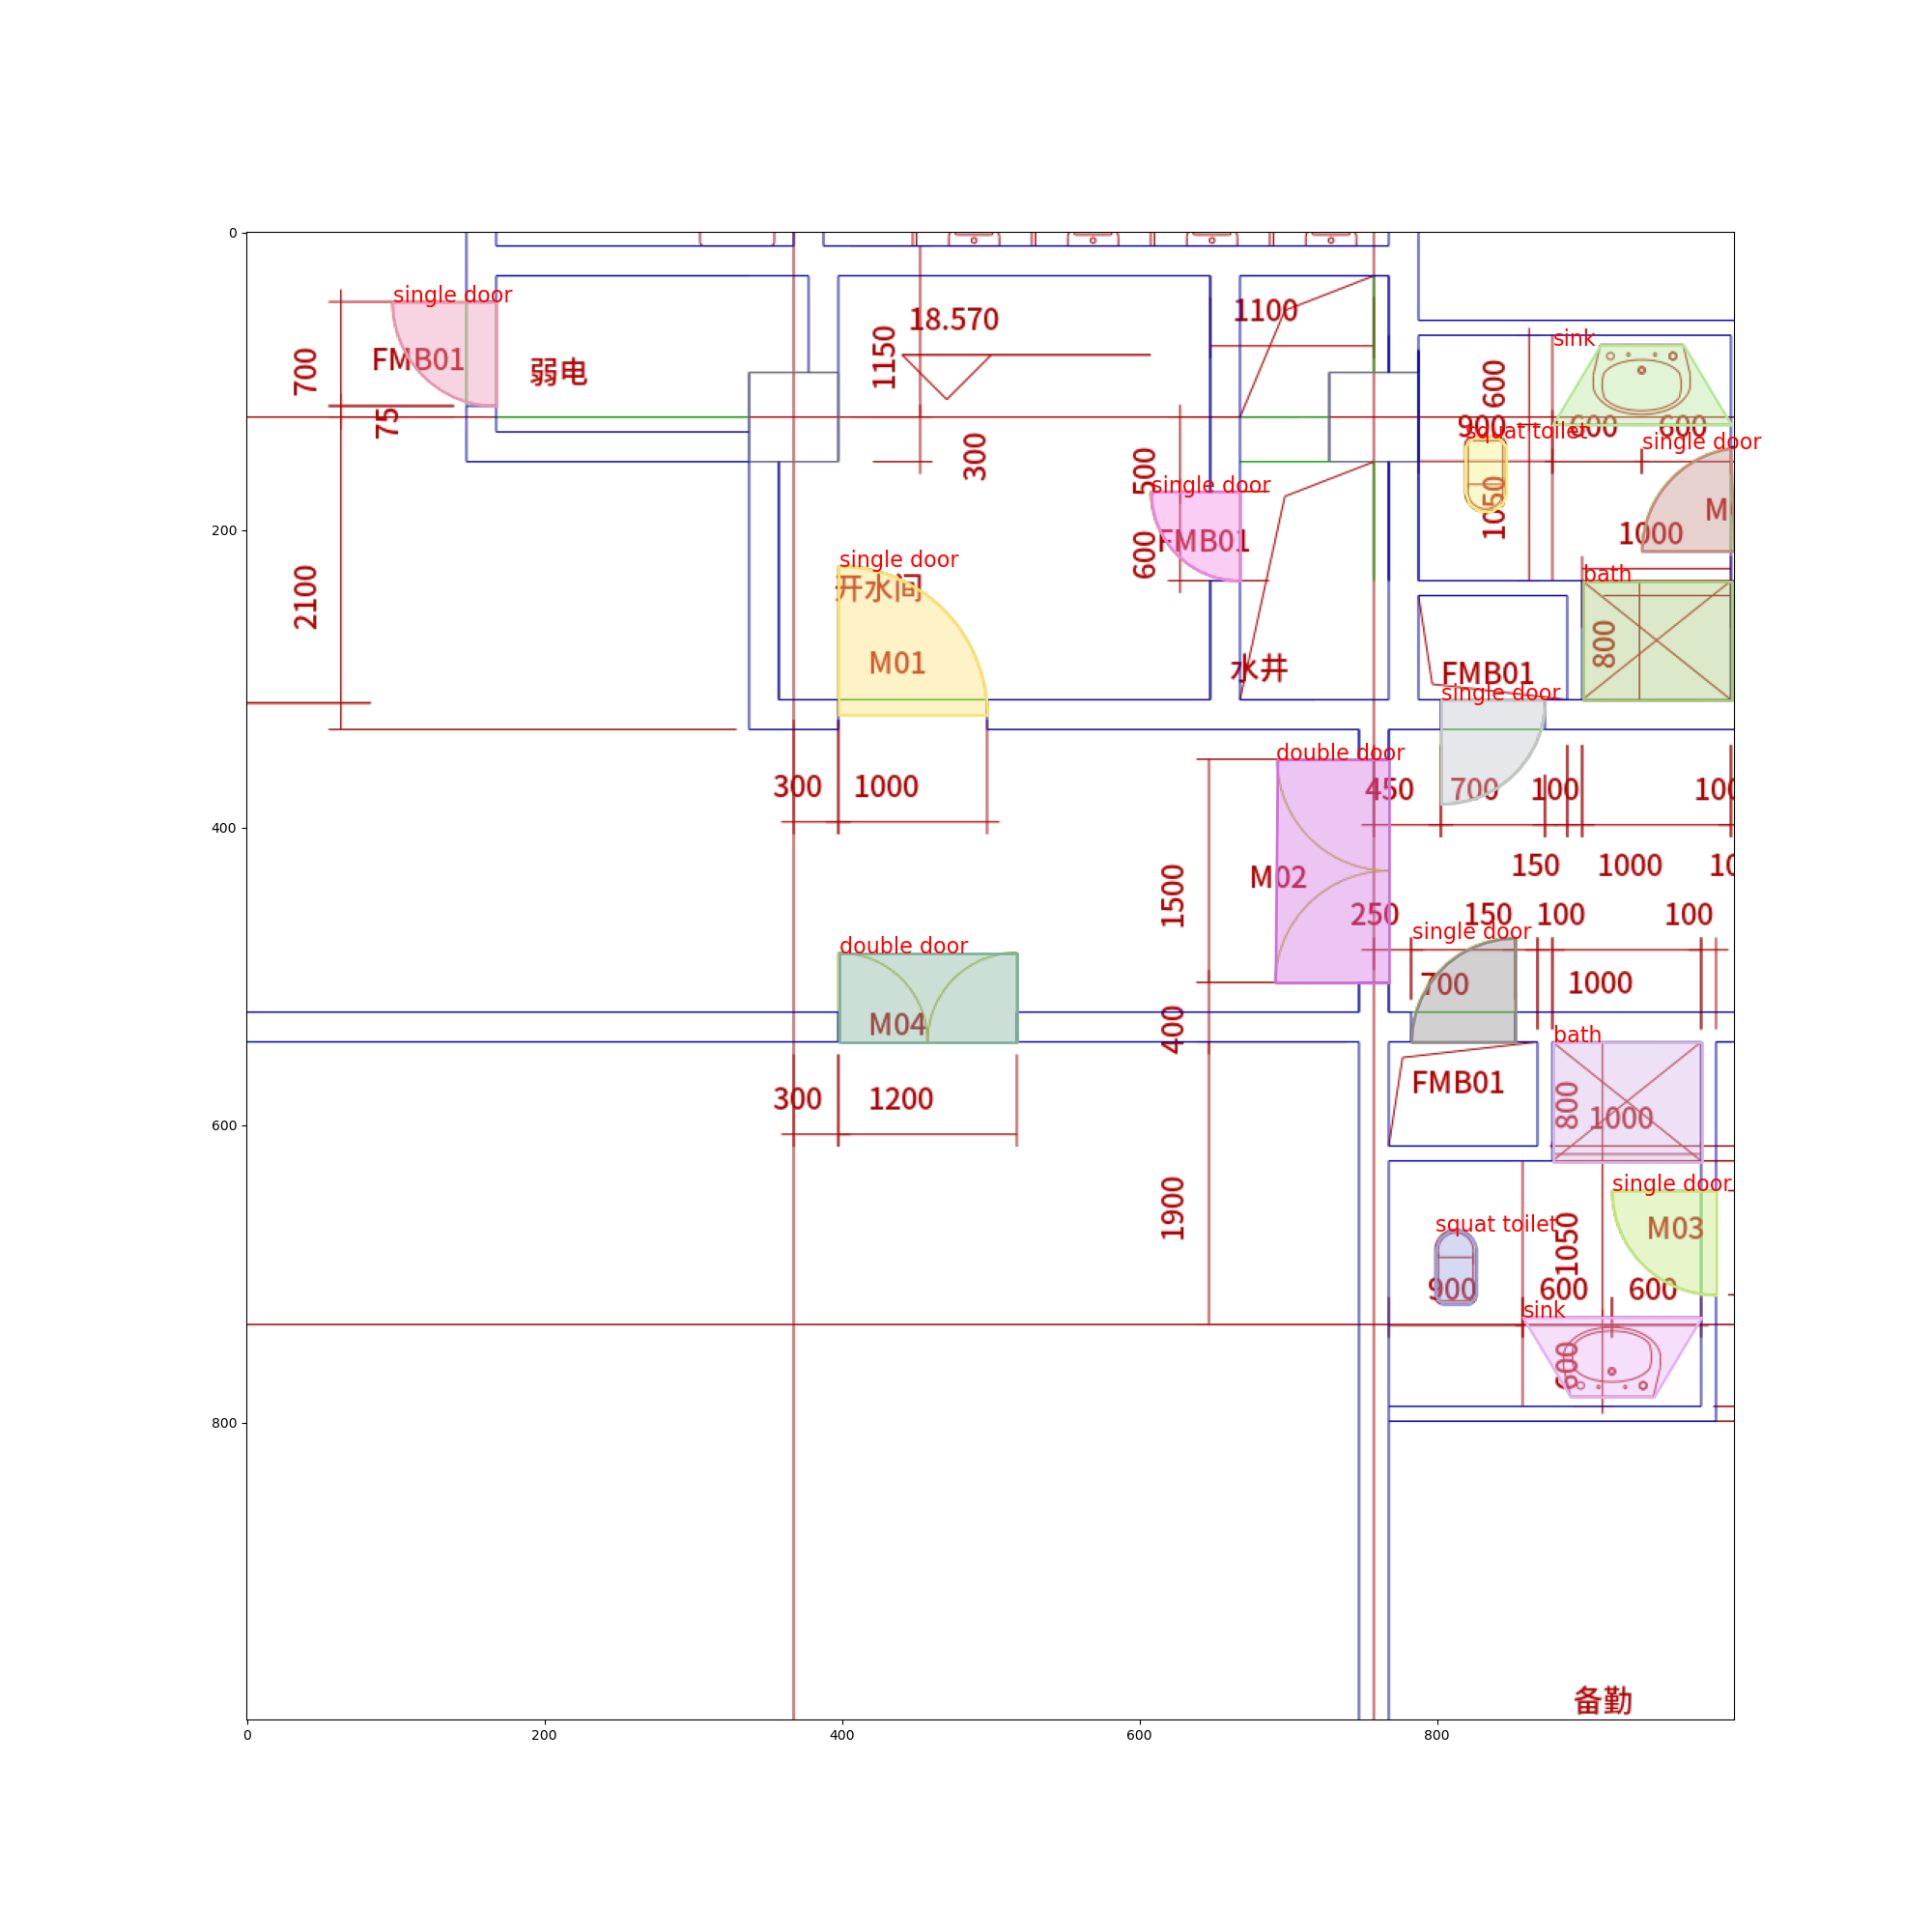 0
200
400
600
800
0
200
400
600
800
single door
700
FMB01
弱电
75
2100
18.570
1150
300
1100
sink
600
900
600
600
squat toilet
1050
single door
M
1000
500
single door
FMB01
600
single door
开水间
M01
bath
800
水井
FMB01
single door
300
1000
double door
450
700
100
100
M02
1500
150
1000
10
250
150
100
100
single door
700
1000
double door
M04
400
300
1200
bath
800
1000
FMB01
1900
single door
M03
squat toilet
1050
900
600
600
sink
600
备勤